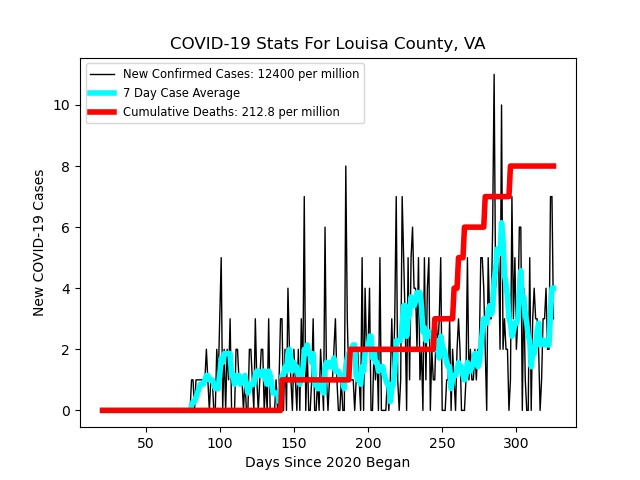 COVID-19 Stats For Louisa County, VA
New Confirmed Cases: 12400 per million
7 Day Case Average
Cumulative Deaths: 212.8 per million
New COVID-19 Cases
10
8
6
4
2
0
50 100 150 200 250 300
Days Since 2020 Began